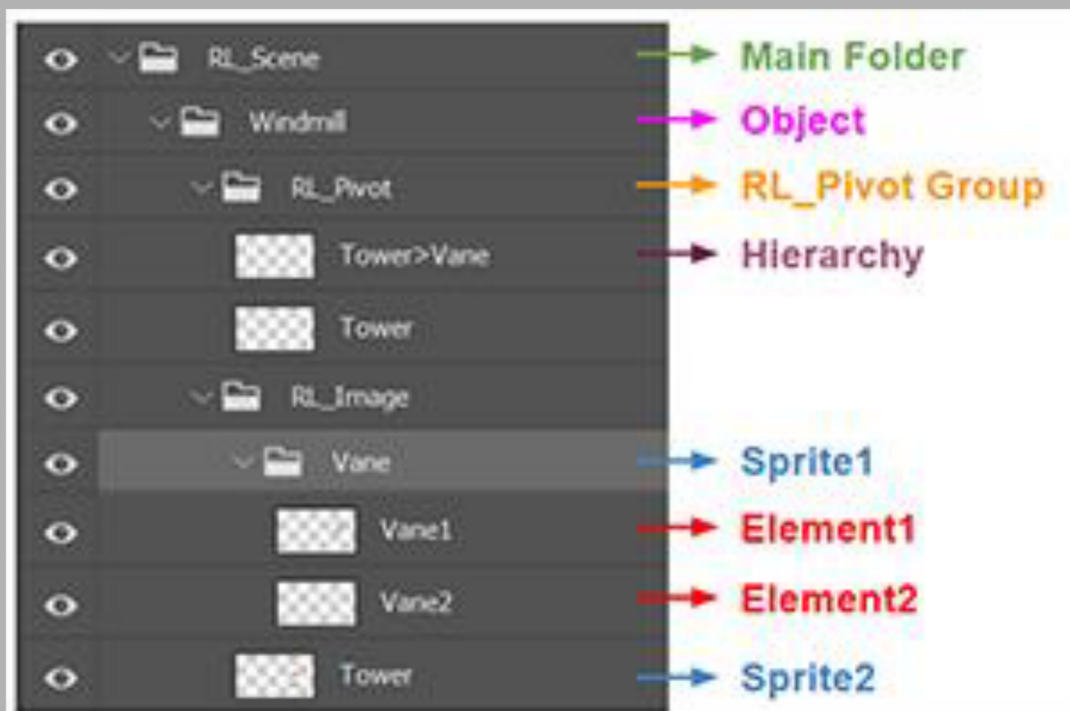 RL_Scene Main Folder
Windmill Object
RL_Pivot RL_Pivot Group
Tower>Vane Hierarchy
Tower
RL_Image
Vane Sprite1
Vane1 Element1
Vane2 Element2
Tower Sprite2